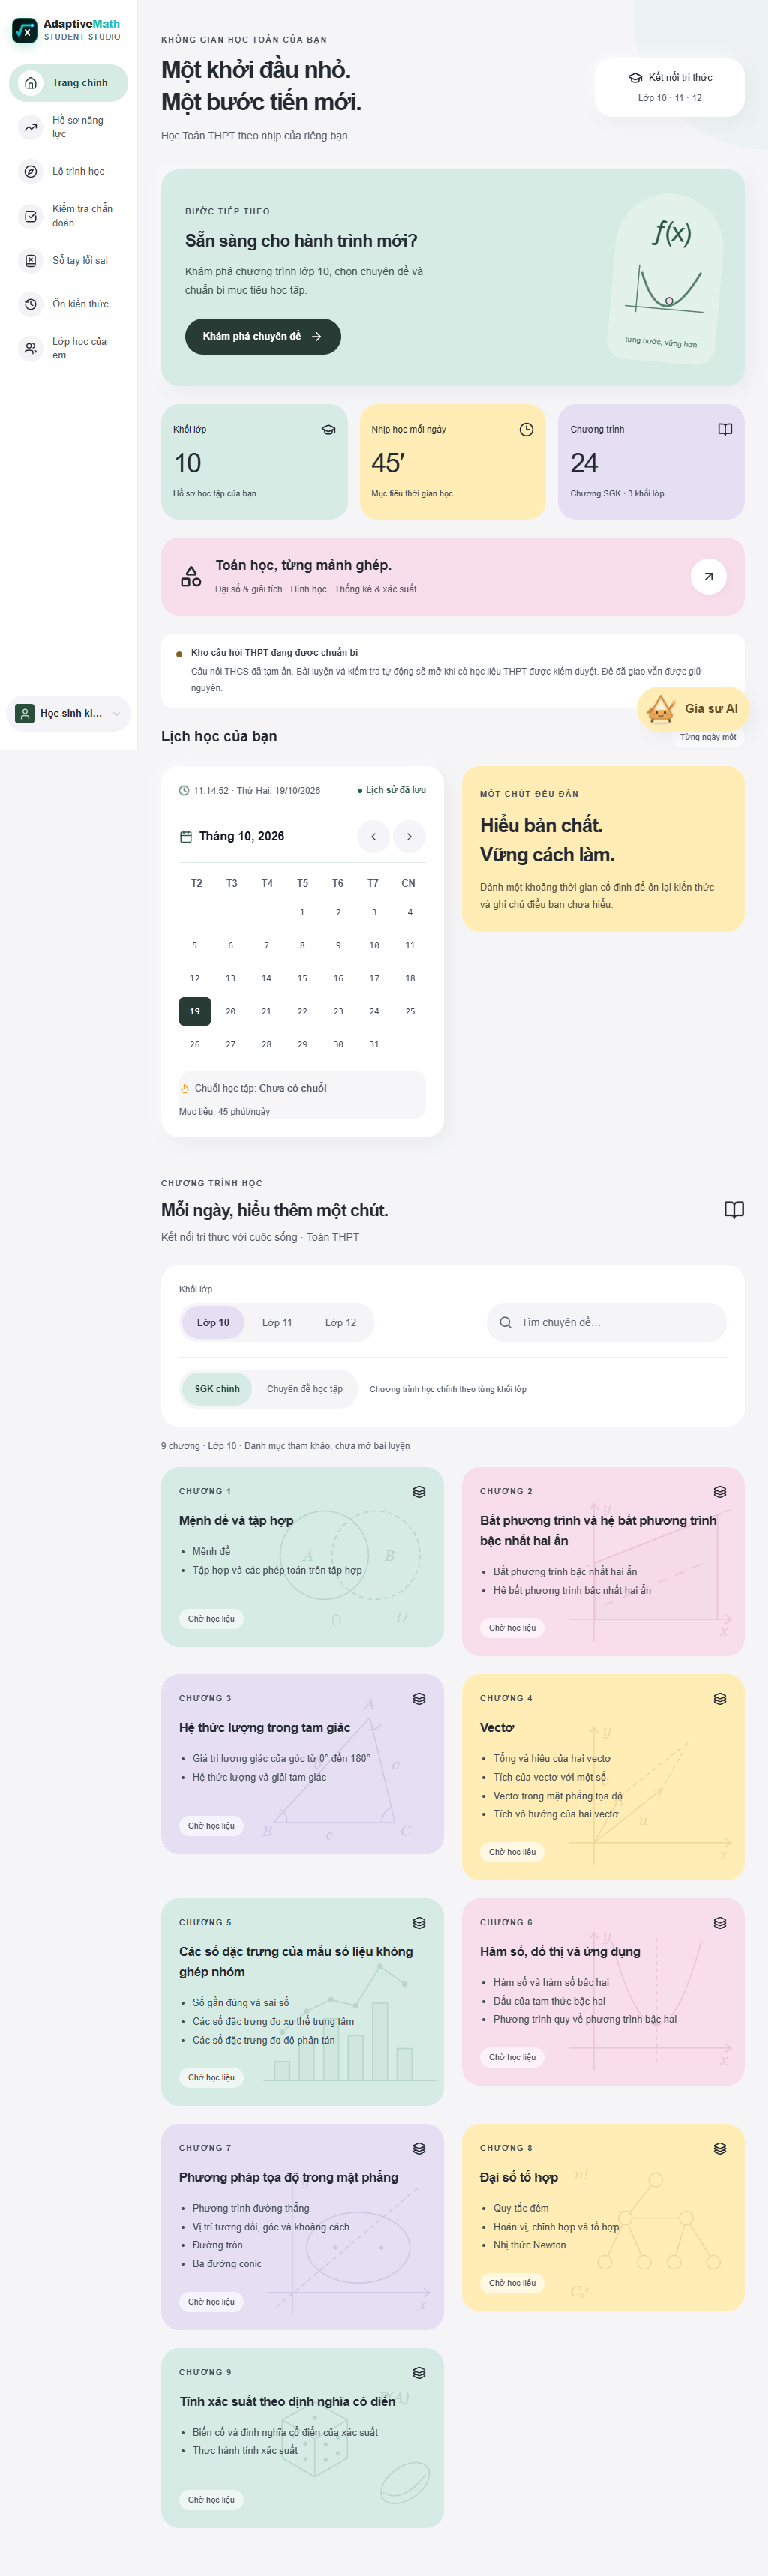 AdaptiveMath
STUDENT STUDIO
Trang chính
Hồ sơ năng
lực
Lộ trình học
Kiểm tra chẩn
đoán
Sổ tay lỗi sai
Ôn kiến thức
Lớp học của
em
Học sinh ki...
KHÔNG GIAN HỌC TOÁN CỦA BẠN
Một khởi đầu nhỏ.
Một bước tiến mới.
Học Toán THPT theo nhịp của riêng bạn.
Kết nối tri thức
Lớp 10 · 11 · 12
BƯỚC TIẾP THEO
Sẵn sàng cho hành trình mới?
Khám phá chương trình lớp 10, chọn chuyên đề và
chuẩn bị mục tiêu học tập.
Khám phá chuyên đề
f(x)
từng bước, vững hơn
Khối lớp
10
Hồ sơ học tập của bạn
Nhịp học mỗi ngày
45′
Mục tiêu thời gian học
Chương trình
24
Chương SGK · 3 khối lớp
Toán học, từng mảnh ghép.
Đại số & giải tích · Hình học · Thống kê & xác suất
Kho câu hỏi THPT đang được chuẩn bị
Câu hỏi THCS đã tạm ẩn. Bài luyện và kiểm tra tự động sẽ mở khi có học liệu THPT được kiểm duyệt. Đề đã giao vẫn được giữ
nguyên.
Gia sư AI
Lịch học của bạn
Từng ngày một
11:14:52 · Thứ Hai, 19/10/2026
Lịch sử đã lưu
Tháng 10, 2026
T2 T3 T4 T5 T6 T7 CN
1 2 3 4
5 6 7 8 9 10 11
12 13 14 15 16 17 18
19 20 21 22 23 24 25
26 27 28 29 30 31
Chuỗi học tập: Chưa có chuỗi
Mục tiêu: 45 phút/ngày
MỘT CHÚT ĐỀU ĐẶN
Hiểu bản chất.
Vững cách làm.
Dành một khoảng thời gian cố định để ôn lại kiến thức
và ghi chú điều bạn chưa hiểu.
CHƯƠNG TRÌNH HỌC
Mỗi ngày, hiểu thêm một chút.
Kết nối tri thức với cuộc sống · Toán THPT
Khối lớp
Lớp 10 Lớp 11 Lớp 12
Tìm chuyên đề...
SGK chính Chuyên đề học tập Chương trình học chính theo từng khối lớp
9 chương · Lớp 10 · Danh mục tham khảo, chưa mở bài luyện
CHƯƠNG 1
Mệnh đề và tập hợp
Mệnh đề
Tập hợp và các phép toán trên tập hợp
A B
∩ ∪
Chờ học liệu
CHƯƠNG 2
Bất phương trình và hệ bất phương trình
bậc nhất hai ẩn
Bất phương trình bậc nhất hai ẩn
Hệ bất phương trình bậc nhất hai ẩn
y
x
Chờ học liệu
CHƯƠNG 3
Hệ thức lượng trong tam giác
Giá trị lượng giác của góc từ 0° đến 180°
Hệ thức lượng và giải tam giác
A
b a
B c C
Chờ học liệu
CHƯƠNG 4
Vectơ
Tổng và hiệu của hai vectơ
Tích của vectơ với một số
Vectơ trong mặt phẳng tọa độ
Tích vô hướng của hai vectơ
y
u
x
Chờ học liệu
CHƯƠNG 5
Các số đặc trưng của mẫu số liệu không
ghép nhóm
Số gần đúng và sai số
Các số đặc trưng đo xu thế trung tâm
Các số đặc trưng đo độ phân tán
Chờ học liệu
CHƯƠNG 6
Hàm số, đồ thị và ứng dụng
Hàm số và hàm số bậc hai
Dấu của tam thức bậc hai
Phương trình quy về phương trình bậc hai
y
x
Chờ học liệu
CHƯƠNG 7
Phương pháp tọa độ trong mặt phẳng
Phương trình đường thẳng
Vị trí tương đối, góc và khoảng cách
Đường tròn
Ba đường conic
y
x
Chờ học liệu
CHƯƠNG 8
Đại số tổ hợp
Quy tắc đếm
Hoán vị, chỉnh hợp và tổ hợp
Nhị thức Newton
n!
Chờ học liệu
CHƯƠNG 9
Tính xác suất theo định nghĩa cổ điển
Biến cố và định nghĩa cổ điển của xác suất
Thực hành tính xác suất
Chờ học liệu